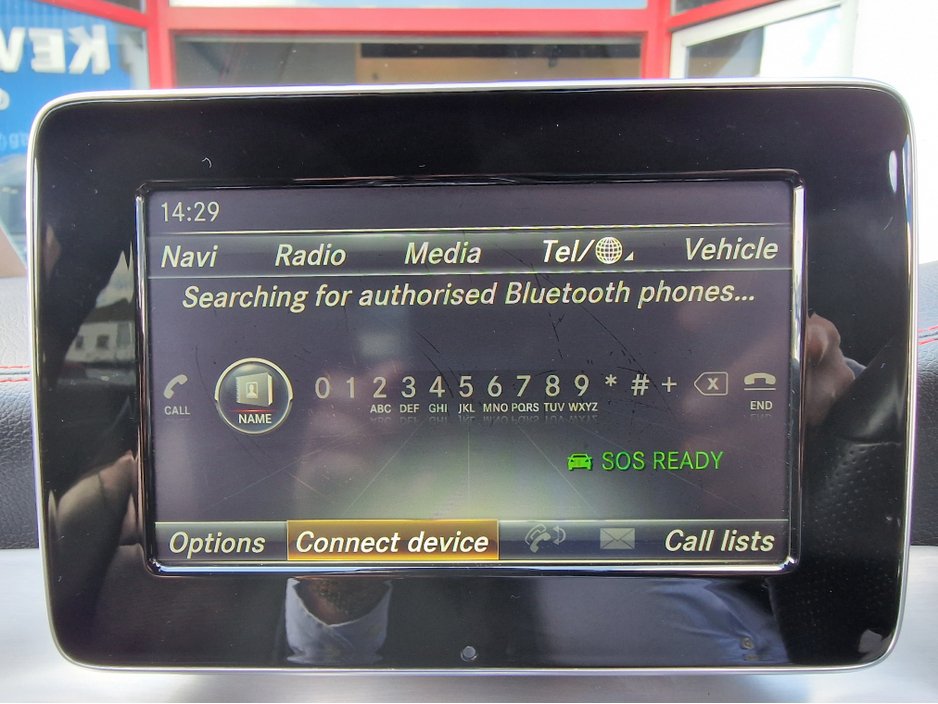 14:29
Navi Radio Media Tel/ Vehicle
Searching for authorised Bluetooth phones...
0 1 2 3 4 5 6 7 8 9 * # + X
CALL NAME ABC DEF GHI JKL MNO PQRS TUV WXYZ END
SOS READY
Options Connect device Call lists